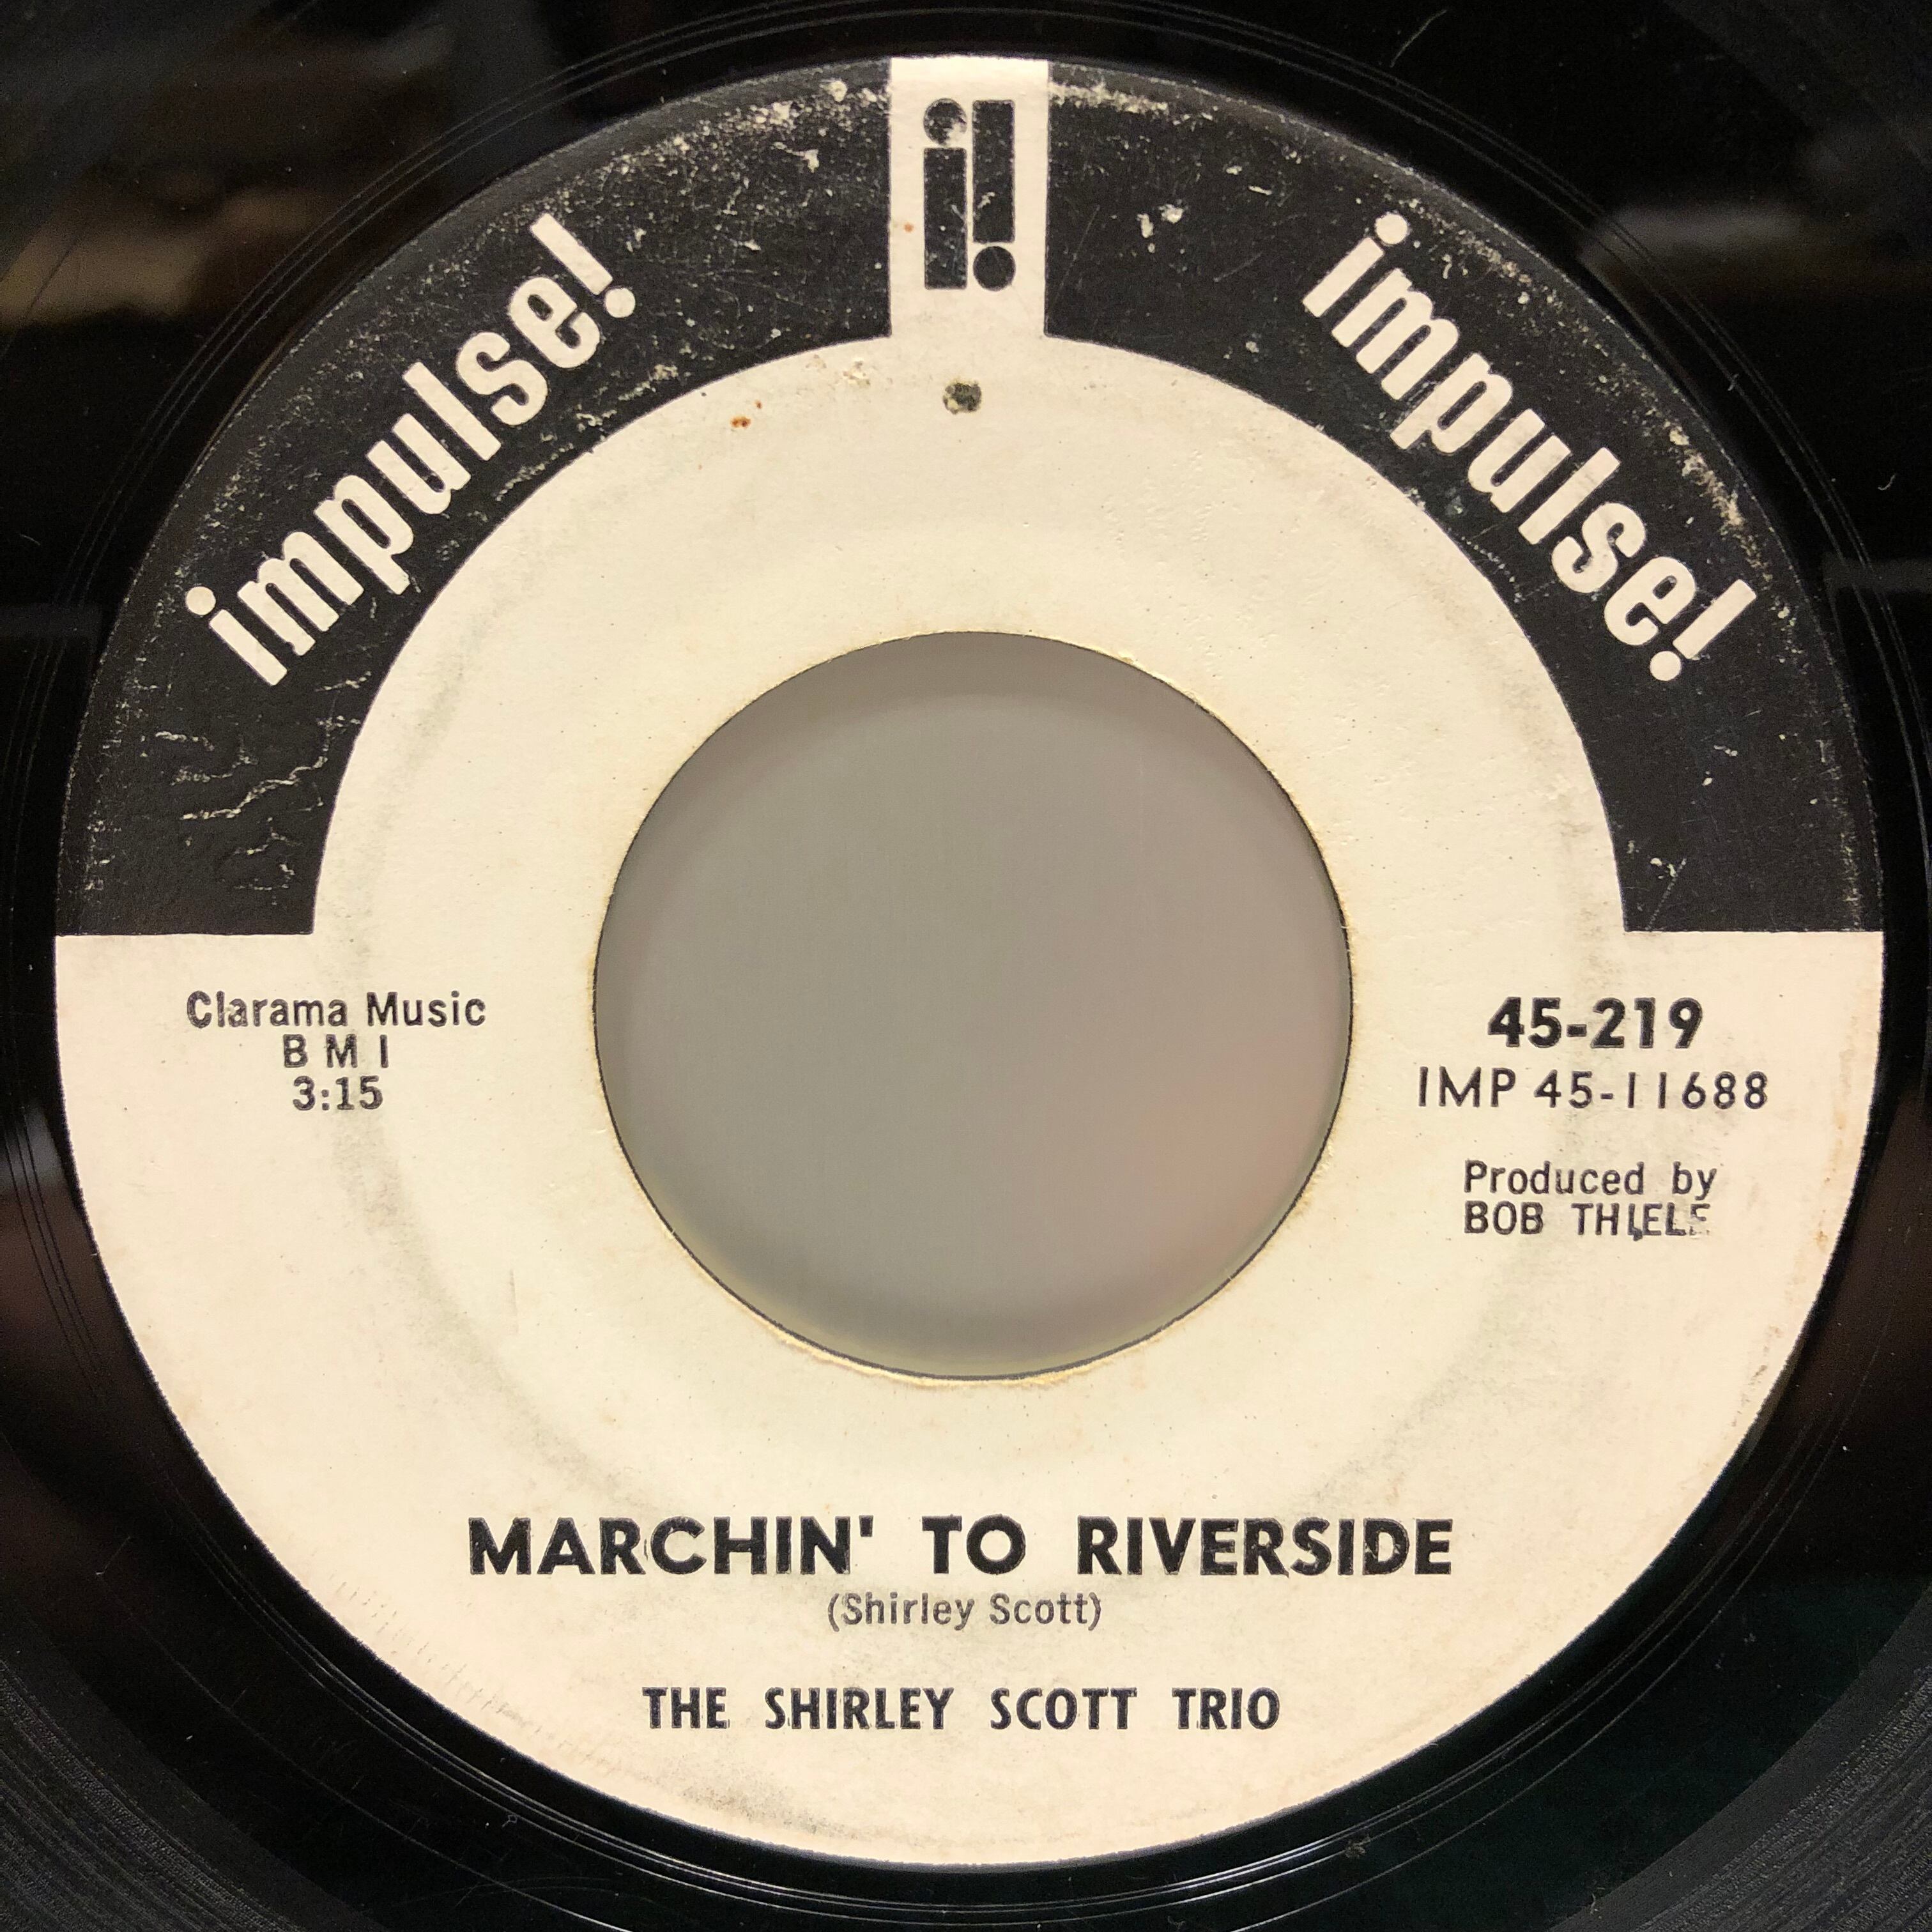 impulse!
i!
impulse!
Clarama Music
B M I
3:15
45-219
IMP 45-11688
Produced by
BOB THIELE
MARCHIN' TO RIVERSIDE
(Shirley Scott)
THE SHIRLEY SCOTT TRIO